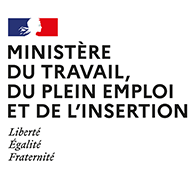 MINISTÈRE
DU TRAVAIL,
DU PLEIN EMPLOI
ET DE L'INSERTION
Liberté
Égalité
Fraternité